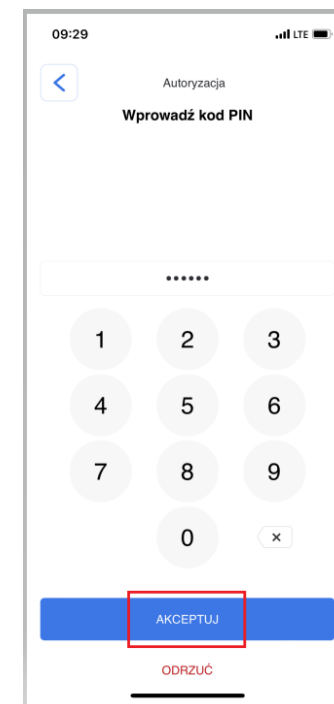 09:29 LTE
Autoryzacja
Wprowadź kod PIN
••••••
1 2 3
4 5 6
7 8 9
0 ×
AKCEPTUJ
ODRZUĆ